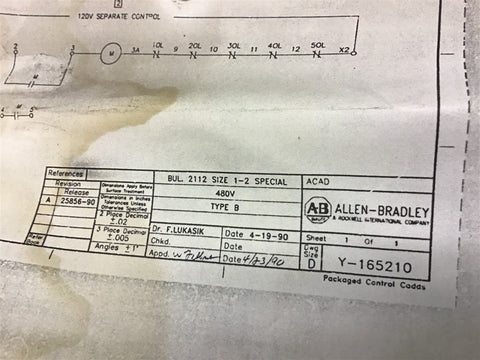 2
120V SEPARATE CONTROL
2 3 M 3A 10L 9 20L 10 30L 11 40L 12 50L X2
M
4 M 5
References
Revision
Release
A 25856-90
Refer
Book
Dimensions Apply Before
Surface Treatment
Dimensions in Inches
Tolerances Unless
Otherwise Specified
2 Place Decimal
±.02
3 Place Decimal
±.005
Angles ±1°
BUL. 2112 SIZE 1-2 SPECIAL
480V
TYPE B
Dr. F.LUKASIK Date 4-19-90
Chkd. Date
Appd. Date 4/23/90
ACAD
AB ALLEN-BRADLEY
A ROCKWELL INTERNATIONAL COMPANY
Sheet 1 Of 1
Dwg
Size
D Y-165210
Packaged Control Cadds